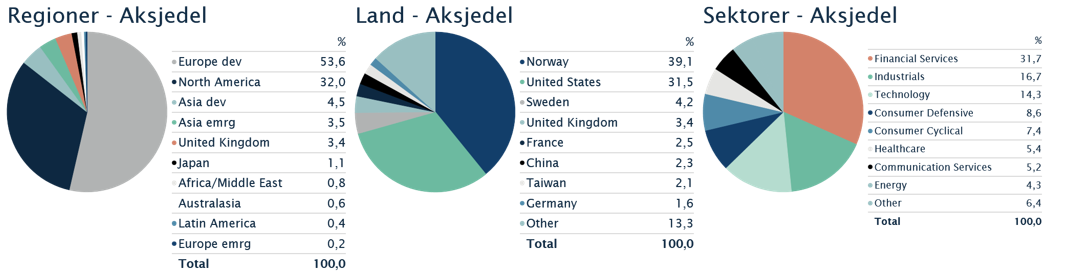 Regioner - Aksjedel
%
Europe dev 53,6
North America 32,0
Asia dev 4,5
Asia emrg 3,5
United Kingdom 3,4
Japan 1,1
Africa/Middle East 0,8
Australasia 0,6
Latin America 0,4
Europe emrg 0,2
Total 100,0
Land - Aksjedel
%
Norway 39,1
United States 31,5
Sweden 4,2
United Kingdom 3,4
France 2,5
China 2,3
Taiwan 2,1
Germany 1,6
Other 13,3
Total 100,0
Sektorer - Aksjedel
%
Financial Services 31,7
Industrials 16,7
Technology 14,3
Consumer Defensive 8,6
Consumer Cyclical 7,4
Healthcare 5,4
Communication Services 5,2
Energy 4,3
Other 6,4
Total 100,0